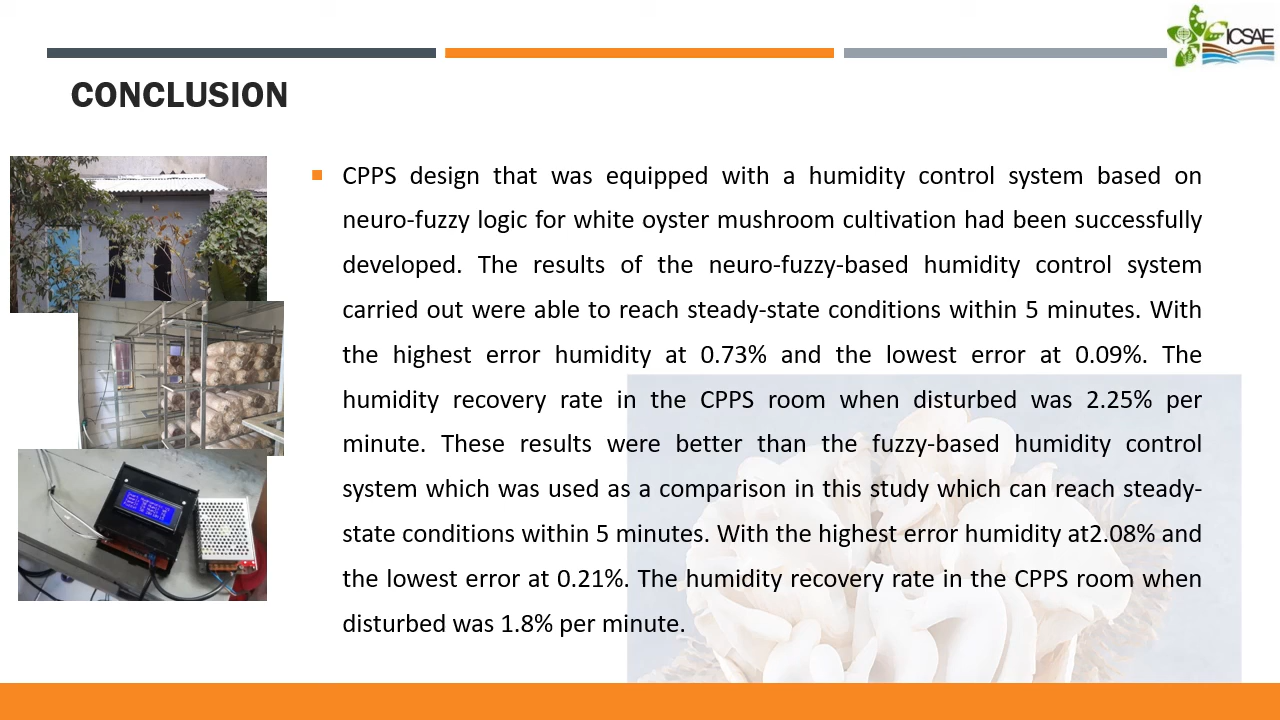 ICSAE
CONCLUSION
CPPS design that was equipped with a humidity control system based on
neuro-fuzzy logic for white oyster mushroom cultivation had been successfully
developed. The results of the neuro-fuzzy-based humidity control system
carried out were able to reach steady-state conditions within 5 minutes. With
the highest error humidity at 0.73% and the lowest error at 0.09%. The
humidity recovery rate in the CPPS room when disturbed was 2.25% per
minute. These results were better than the fuzzy-based humidity control
system which was used as a comparison in this study which can reach steady-
state conditions within 5 minutes. With the highest error humidity at2.08% and
the lowest error at 0.21%. The humidity recovery rate in the CPPS room when
disturbed was 1.8% per minute.